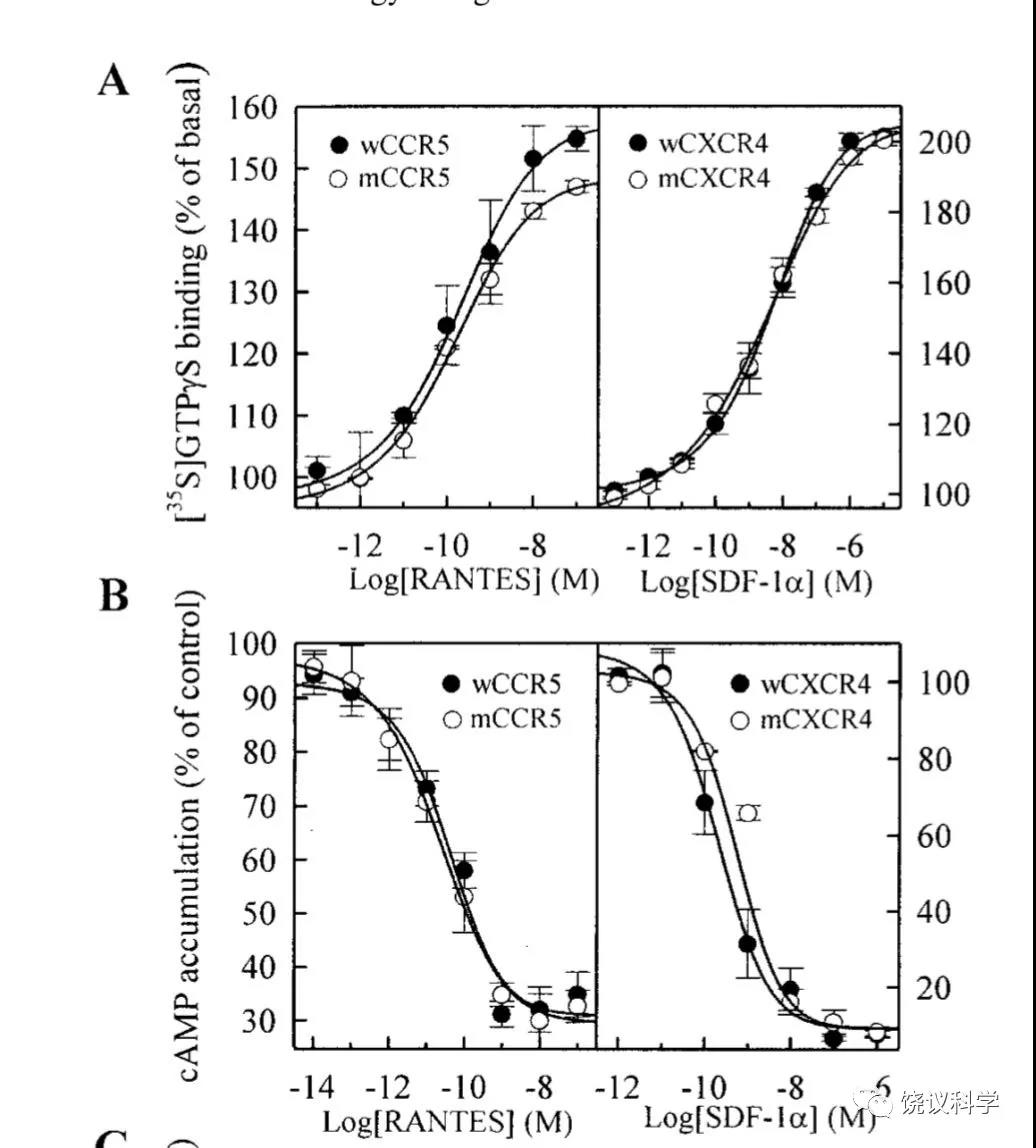 A
[35S]GTPγS binding (% of basal)
160
150
140
130
120
110
100
wCCR5
mCCR5
wCXCR4
mCXCR4
200
180
160
140
120
100
-12 -10 -8
-12 -10 -8 -6
Log[RANTES] (M)
Log[SDF-1α] (M)
B
cAMP accumulation (% of control)
100
90
80
70
60
50
40
30
wCCR5
mCCR5
wCXCR4
mCXCR4
100
80
60
40
20
-14 -12 -10 -8
-12 -10 -8 -6
Log[RANTES] (M)
Log[SDF-1α] (M)
饶议科学